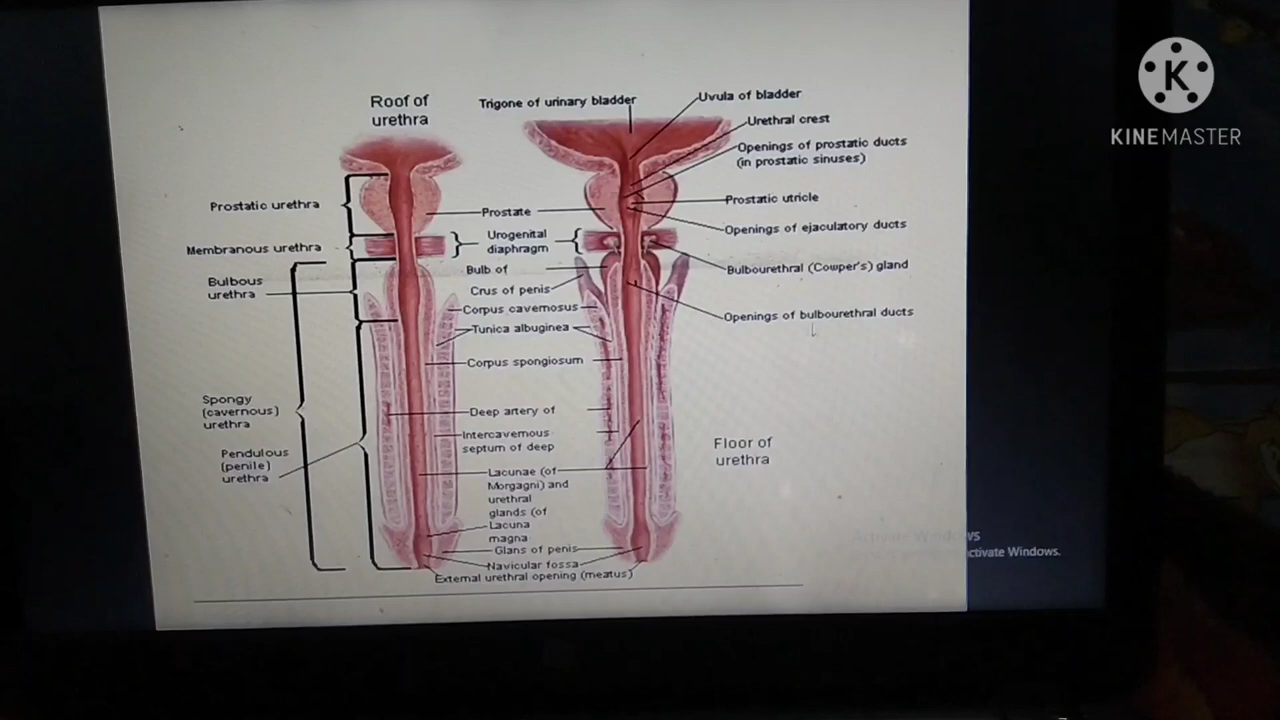 Roof of
urethra
Trigone of urinary bladder
Uvula of bladder
Urethral crest
Openings of prostatic ducts
(in prostatic sinuses)
Prostatic urethra
Prostate
Prostatic utricle
Membranous urethra
Urogenital
diaphragm
Openings of ejaculatory ducts
Bulbous
urethra
Bulb of
Crus of penis
Bulbourethral (Cowper's) gland
Corpus cavernosus
Tunica albuginea
Openings of bulbourethral ducts
Corpus spongiosum
Spongy
(cavernous)
urethra
Deep artery of
Intercavernous
septum of deep
Pendulous
(penile)
urethra
Floor of
urethra
Lacunae (of
Morgagni) and
urethral
glands (of
Lacuna
magna
Glans of penis
Navicular fossa
External urethral opening (meatus)
Activate Windows
activate Windows.
K
KINEMASTER